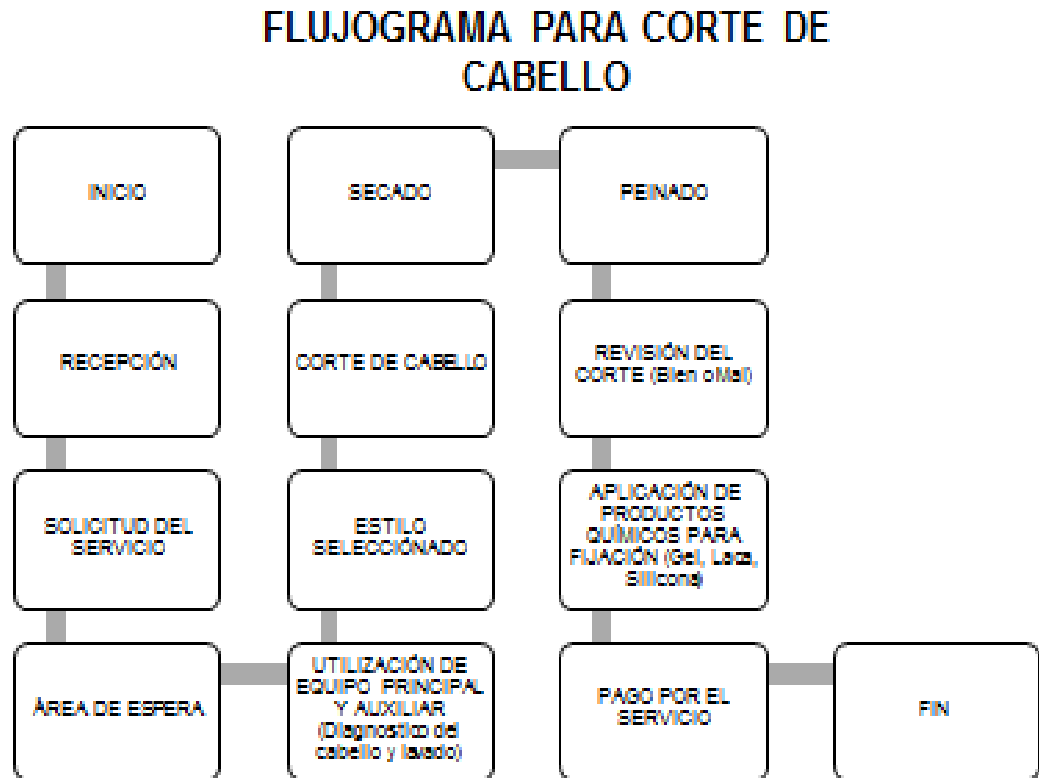 FLUJOGRAMA PARA CORTE DE
CABELLO
INICIO
RECEPCIÓN
SOLICITUD DEL
SERVICIO
ÁREA DE ESPERA
UTILIZACIÓN DE
EQUIPO PRINCIPAL
Y AUXILIAR
(Diagnostico del
cabello y lavado)
ESTILO
SELECCIÓNADO
CORTE DE CABELLO
SECADO
PEINADO
REVISIÓN DEL
CORTE (Bien oMal)
APLICACIÓN DE
PRODUCTOS
QUÍMICOS PARA
FIJACIÓN (Gel, Laca,
Sillicona)
PAGO POR EL
SERVICIO
FIN